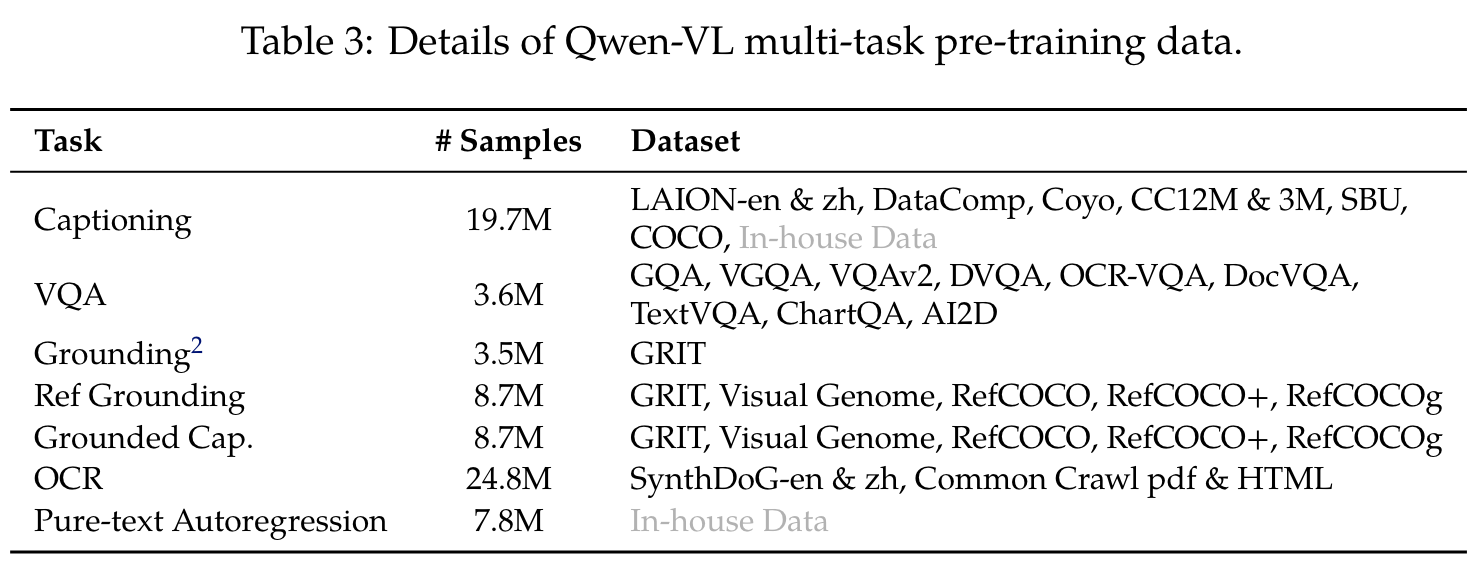 Table 3: Details of Qwen-VL multi-task pre-training data.
Task # Samples Dataset
Captioning 19.7M LAION-en & zh, DataComp, Coyo, CC12M & 3M, SBU,
COCO, In-house Data
VQA 3.6M GQA, VGQA, VQAv2, DVQA, OCR-VQA, DocVQA,
TextVQA, ChartQA, AI2D
Grounding2 3.5M GRIT
Ref Grounding 8.7M GRIT, Visual Genome, RefCOCO, RefCOCO+, RefCOCOg
Grounded Cap. 8.7M GRIT, Visual Genome, RefCOCO, RefCOCO+, RefCOCOg
OCR 24.8M SynthDoG-en & zh, Common Crawl pdf & HTML
Pure-text Autoregression 7.8M In-house Data